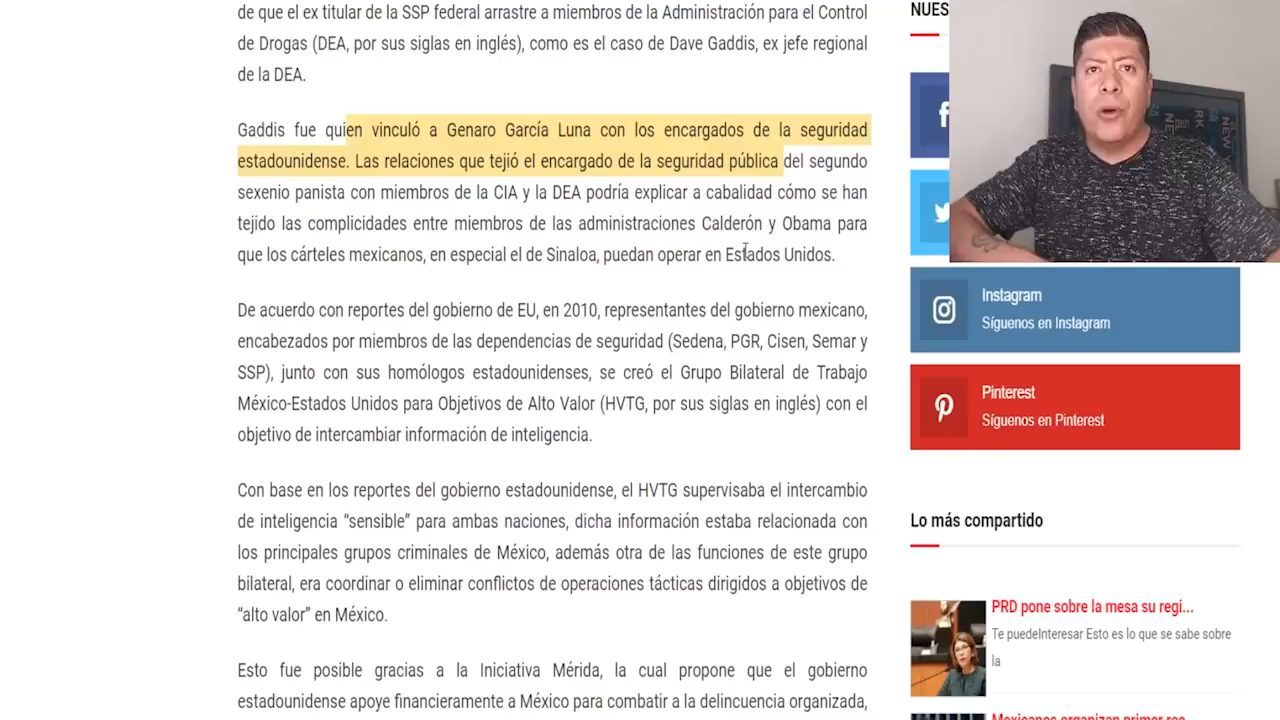 de que el ex titular de la SSP federal arrastre a miembros de la Administración para el Control
de Drogas (DEA, por sus siglas en inglés), como es el caso de Dave Gaddis, ex jefe regional
de la DEA.
Gaddis fue quien vinculó a Genaro García Luna con los encargados de la seguridad
estadounidense. Las relaciones que tejió el encargado de la seguridad pública del segundo
sexenio panista con miembros de la CIA y la DEA podría explicar a cabalidad cómo se han
tejido las complicidades entre miembros de las administraciones Calderón y Obama para
que los cárteles mexicanos, en especial el de Sinaloa, puedan operar en Estados Unidos.
De acuerdo con reportes del gobierno de EU, en 2010, representantes del gobierno mexicano,
encabezados por miembros de las dependencias de seguridad (Sedena, PGR, Cisen, Semar y
SSP), junto con sus homólogos estadounidenses, se creó el Grupo Bilateral de Trabajo
México-Estados Unidos para Objetivos de Alto Valor (HVTG, por sus siglas en inglés) con el
objetivo de intercambiar información de inteligencia.
Con base en los reportes del gobierno estadounidense, el HVTG supervisaba el intercambio
de inteligencia “sensible” para ambas naciones, dicha información estaba relacionada con
los principales grupos criminales de México, además otra de las funciones de este grupo
bilateral, era coordinar o eliminar conflictos de operaciones tácticas dirigidos a objetivos de
“alto valor” en México.
Esto fue posible gracias a la Iniciativa Mérida, la cual propone que el gobierno
estadounidense apoye financieramente a México para combatir a la delincuencia organizada,
NUES
Instagram
Síguenos en Instagram
Pinterest
Síguenos en Pinterest
Lo más compartido
PRD pone sobre la mesa su regi...
Te puedeInteresar Esto es lo que se sabe sobre
la
Mexicanos organizan primer rec...